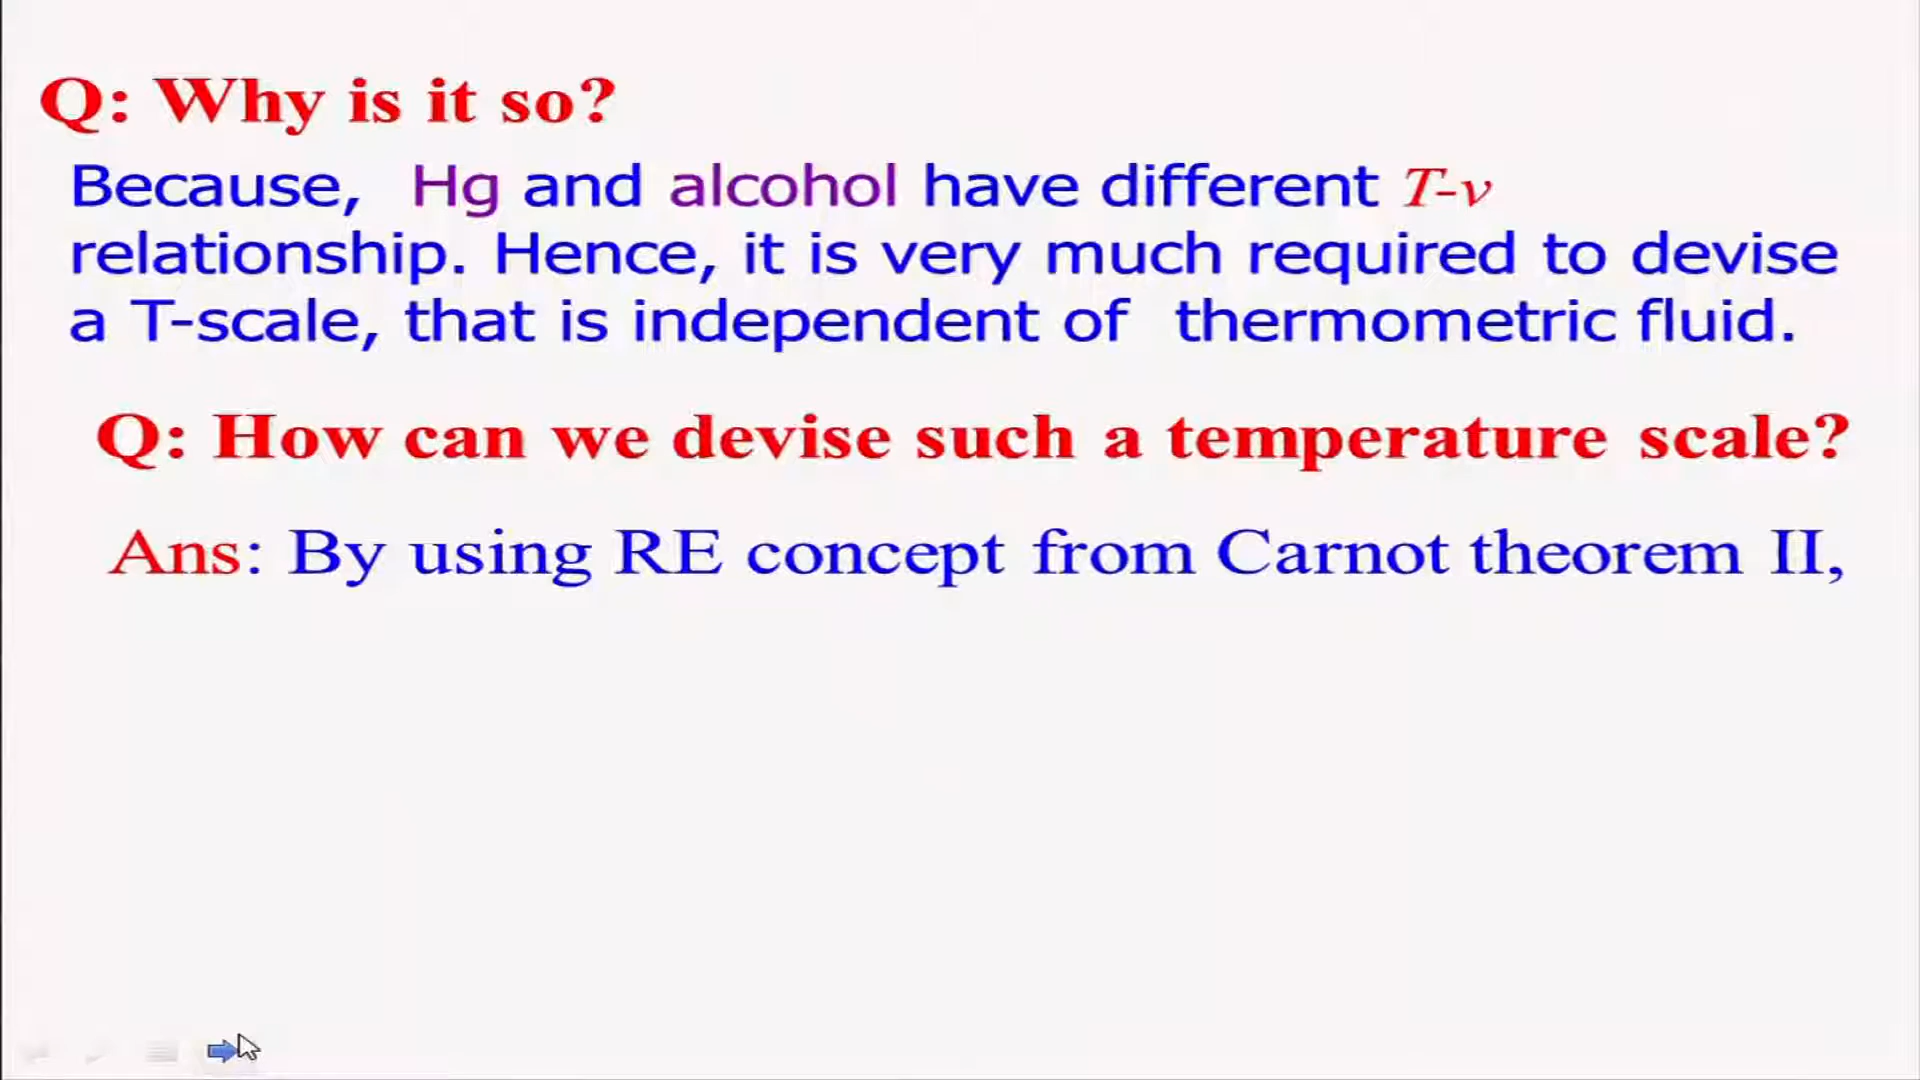 Q: Why is it so?
Because, Hg and alcohol have different T-v
relationship. Hence, it is very much required to devise
a T-scale, that is independent of thermometric fluid.
Q: How can we devise such a temperature scale?
Ans: By using RE concept from Carnot theorem II,